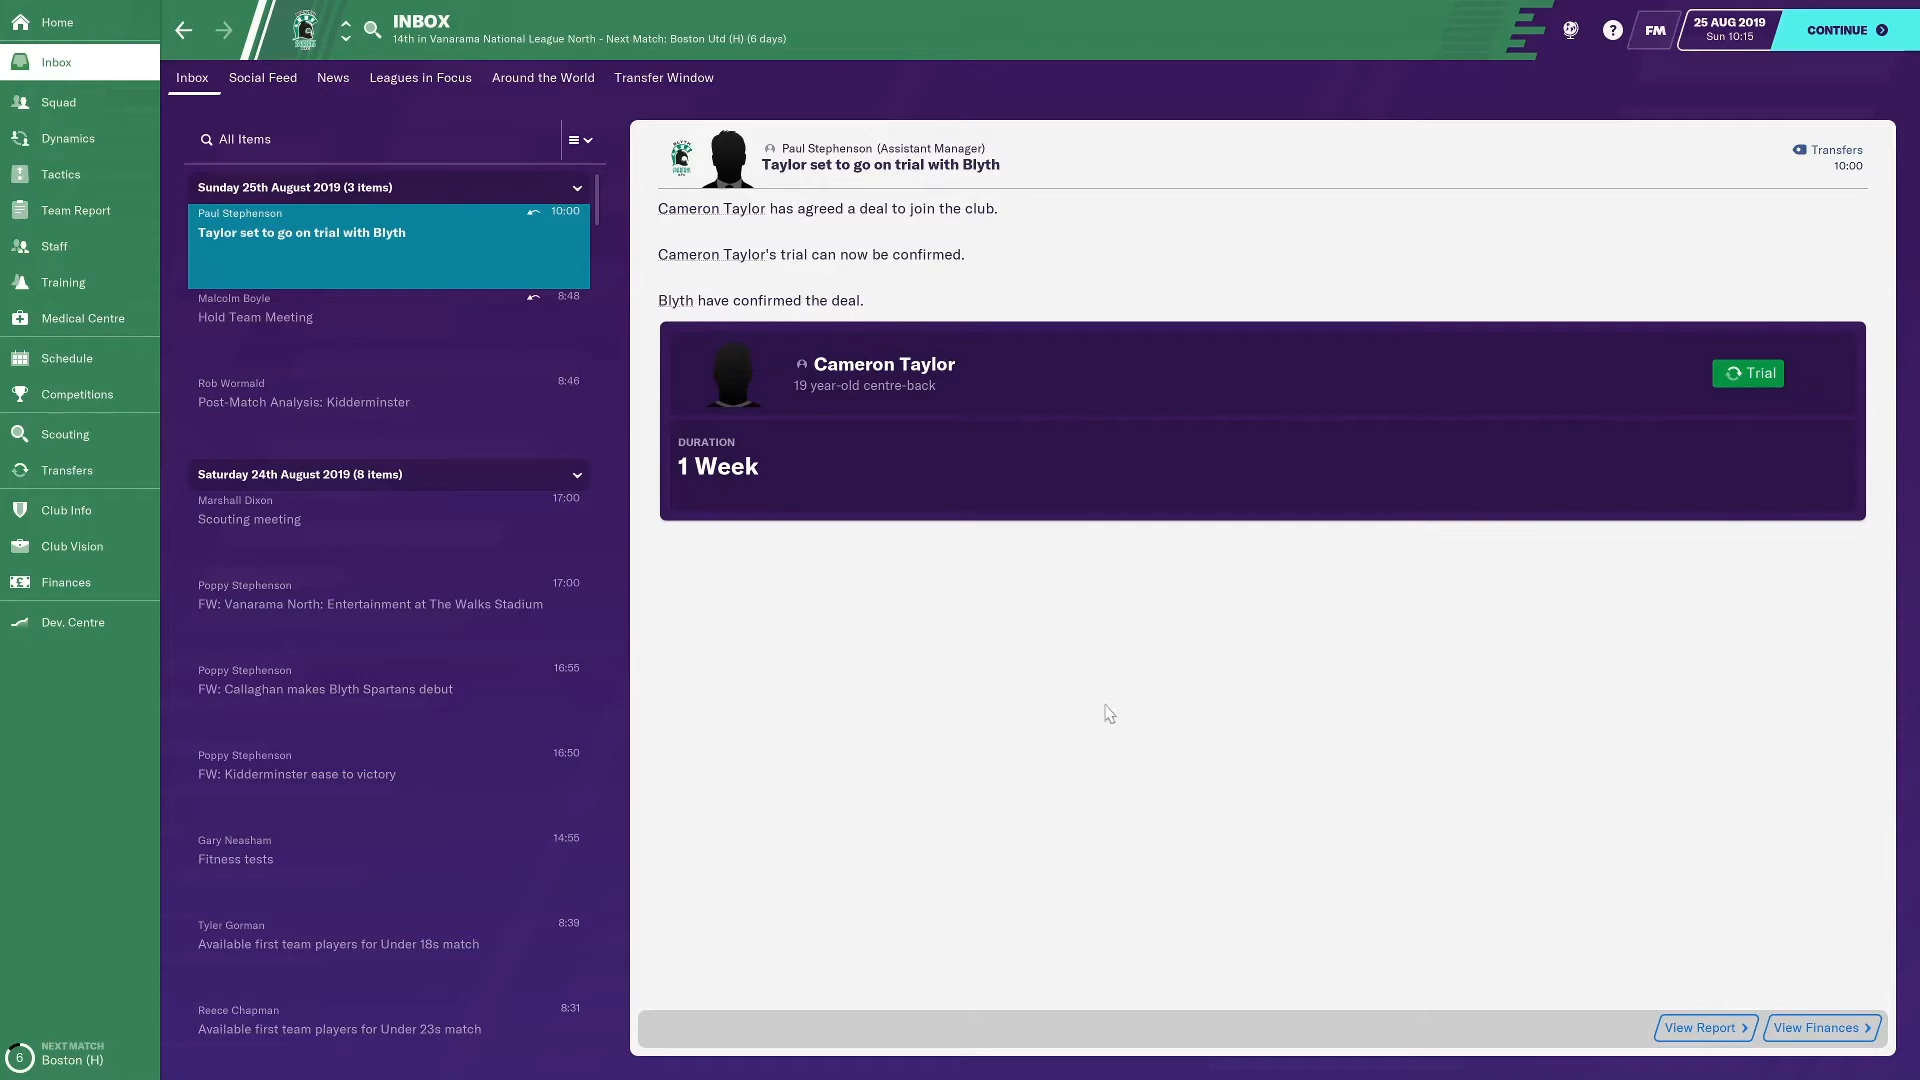 Home
Inbox
Squad
Dynamics
Tactics
Team Report
Staff
Training
Medical Centre
Schedule
Competitions
Scouting
Transfers
Club Info
Club Vision
Finances
Dev. Centre
6
NEXT MATCH
Boston (H)
INBOX
14th in Vanarama National League North - Next Match: Boston Utd (H) (6 days)
?
FM
25 AUG 2019
Sun 10:15
CONTINUE
Inbox Social Feed News Leagues in Focus Around the World Transfer Window
All Items
Sunday 25th August 2019 (3 items)
Paul Stephenson 10:00
Taylor set to go on trial with Blyth
Malcolm Boyle 8:48
Hold Team Meeting
Rob Wormald 8:46
Post-Match Analysis: Kidderminster
Saturday 24th August 2019 (8 items)
Marshall Dixon 17:00
Scouting meeting
Poppy Stephenson 17:00
FW: Vanarama North: Entertainment at The Walks Stadium
Poppy Stephenson 16:55
FW: Callaghan makes Blyth Spartans debut
Poppy Stephenson 16:50
FW: Kidderminster ease to victory
Gary Neasham 14:55
Fitness tests
Tyler Gorman 8:39
Available first team players for Under 18s match
Reece Chapman 8:31
Available first team players for Under 23s match
Paul Stephenson (Assistant Manager)
Taylor set to go on trial with Blyth
Transfers
10:00
Cameron Taylor has agreed a deal to join the club.
Cameron Taylor's trial can now be confirmed.
Blyth have confirmed the deal.
Cameron Taylor
19 year-old centre-back
Trial
DURATION
1 Week
View Report
View Finances